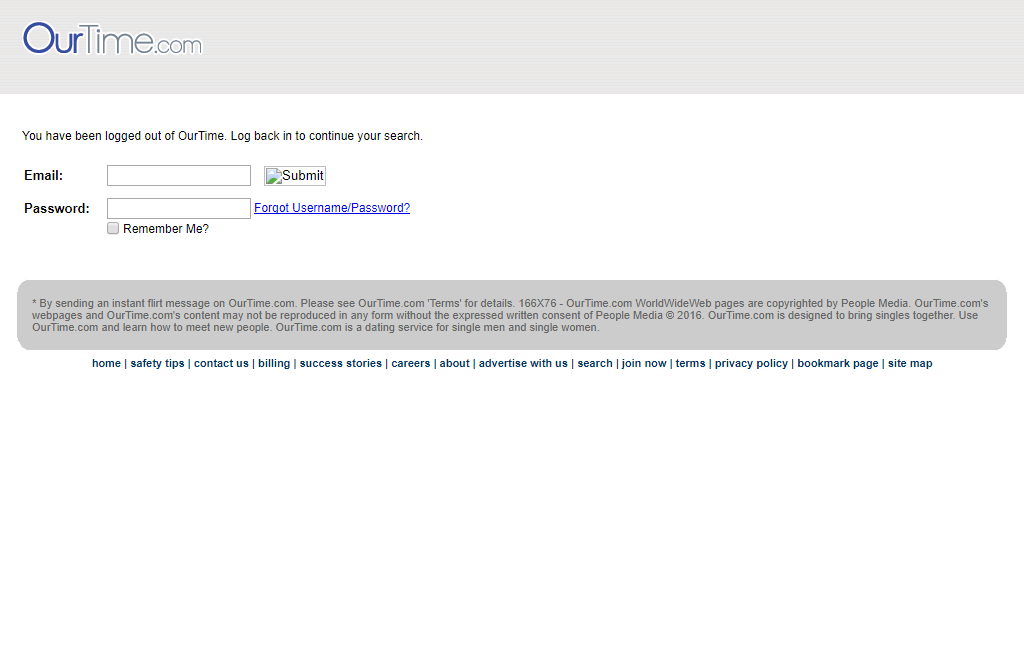 OurTime.com
You have been logged out of OurTime. Log back in to continue your search.
Email:
Submit
Password:
Forgot Username/Password?
Remember Me?
* By sending an instant flirt message on OurTime.com. Please see OurTime.com 'Terms' for details. 166X76 - OurTime.com WorldWideWeb pages are copyrighted by People Media. OurTime.com's
webpages and OurTime.com's content may not be reproduced in any form without the expressed written consent of People Media © 2016. OurTime.com is designed to bring singles together. Use
OurTime.com and learn how to meet new people. OurTime.com is a dating service for single men and single women.
home | safety tips | contact us | billing | success stories | careers | about | advertise with us | search | join now | terms | privacy policy | bookmark page | site map